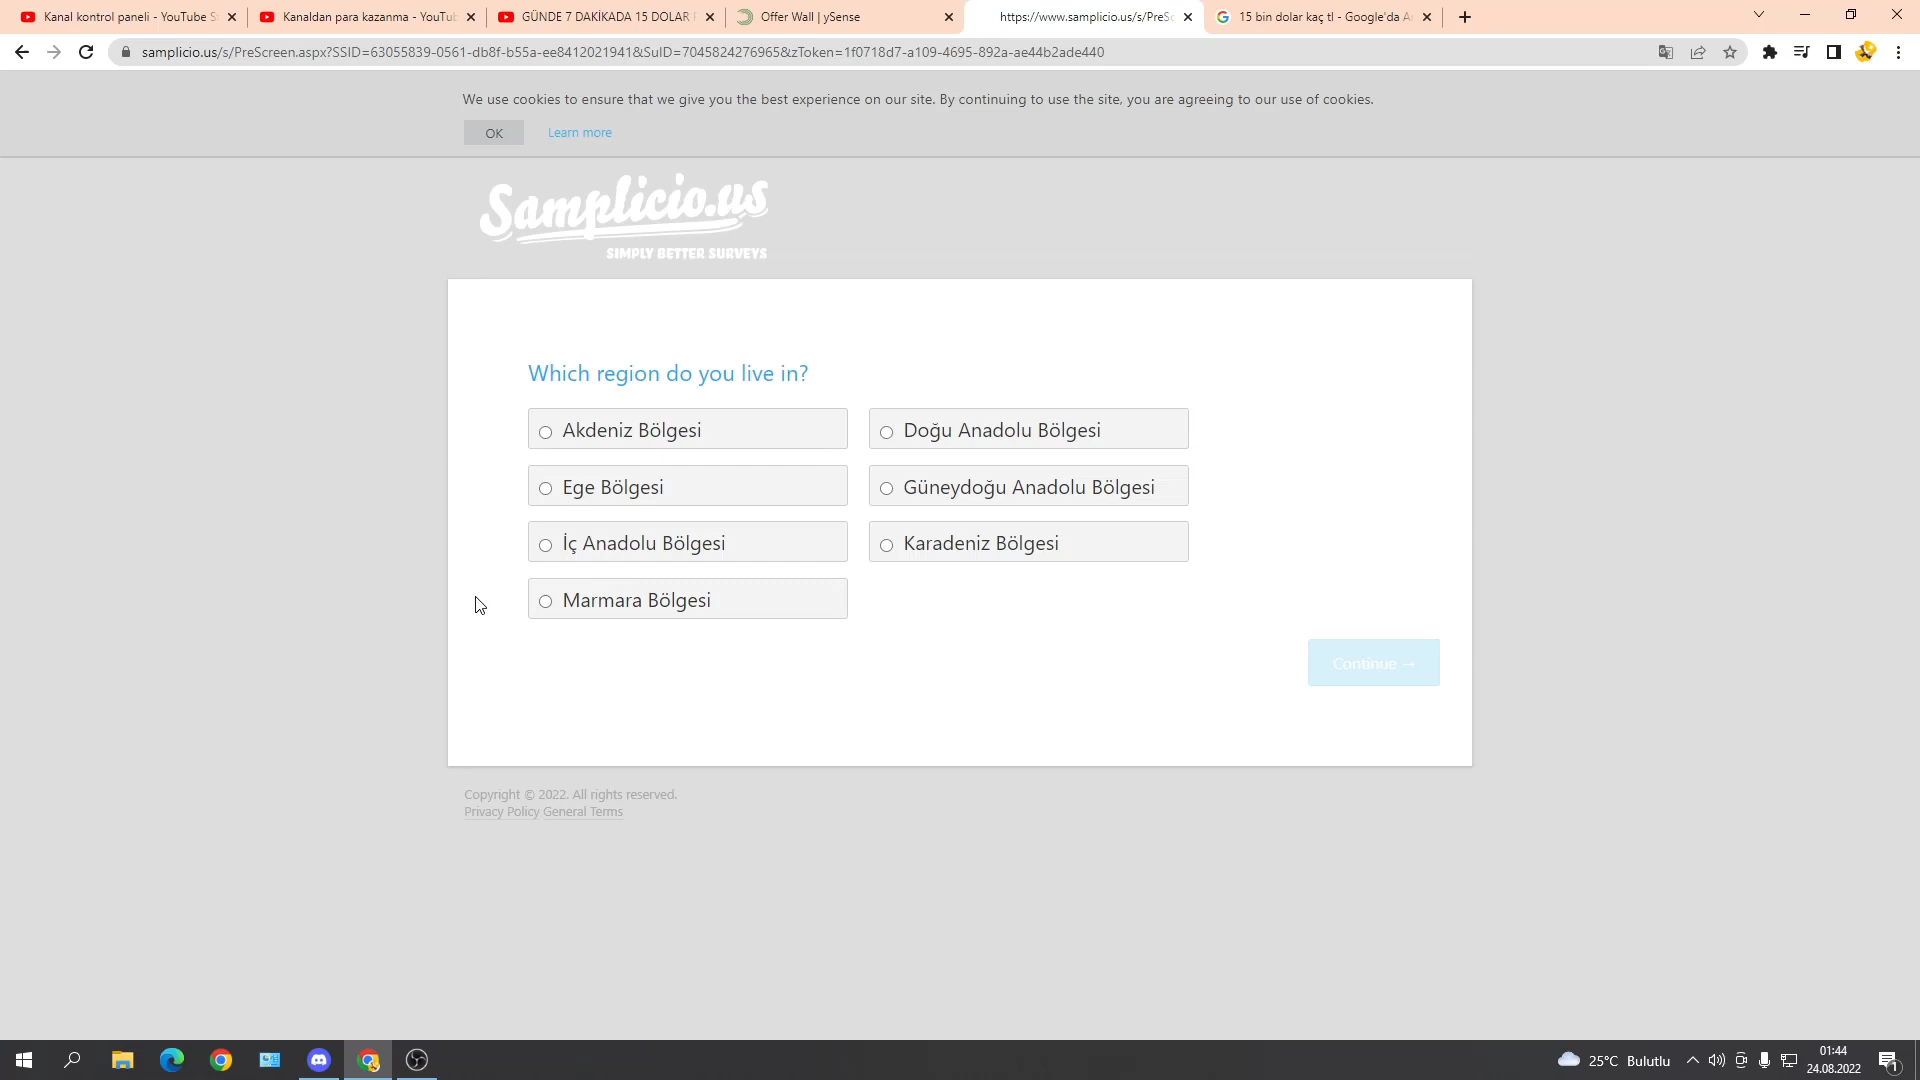 Kanal kontrol paneli - YouTube S
Kanaldan para kazanma - YouTub
GÜNDE 7 DAKİKADA 15 DOLAR
Offer Wall | ySense
https://www.samplicio.us/s/PreSc
15 bin dolar kaç tl - Google'da A
samplicio.us/s/PreScreen.aspx?SSID=63055839-0561-db8f-b55a-ee8412021941&SuID=7045824276965&zToken=1f0718d7-a109-4695-892a-ae44b2ade440
We use cookies to ensure that we give you the best experience on our site. By continuing to use the site, you are agreeing to our use of cookies.
OK
Learn more
Samplicio.us
SIMPLY BETTER SURVEYS
Which region do you live in?
Akdeniz Bölgesi
Doğu Anadolu Bölgesi
Ege Bölgesi
Güneydoğu Anadolu Bölgesi
İç Anadolu Bölgesi
Karadeniz Bölgesi
Marmara Bölgesi
Continue →
Copyright © 2022. All rights reserved.
Privacy Policy General Terms
25°C Bulutlu
01:44
24.08.2022
1